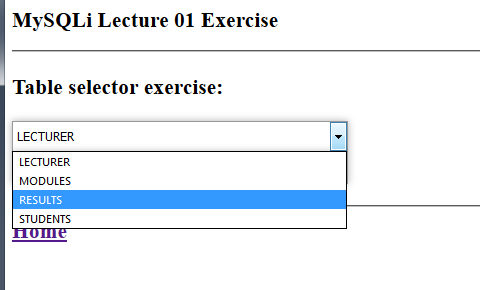 MySQLi Lecture 01 Exercise
Table selector exercise:
LECTURER
LECTURER
MODULES
RESULTS
STUDENTS
Home